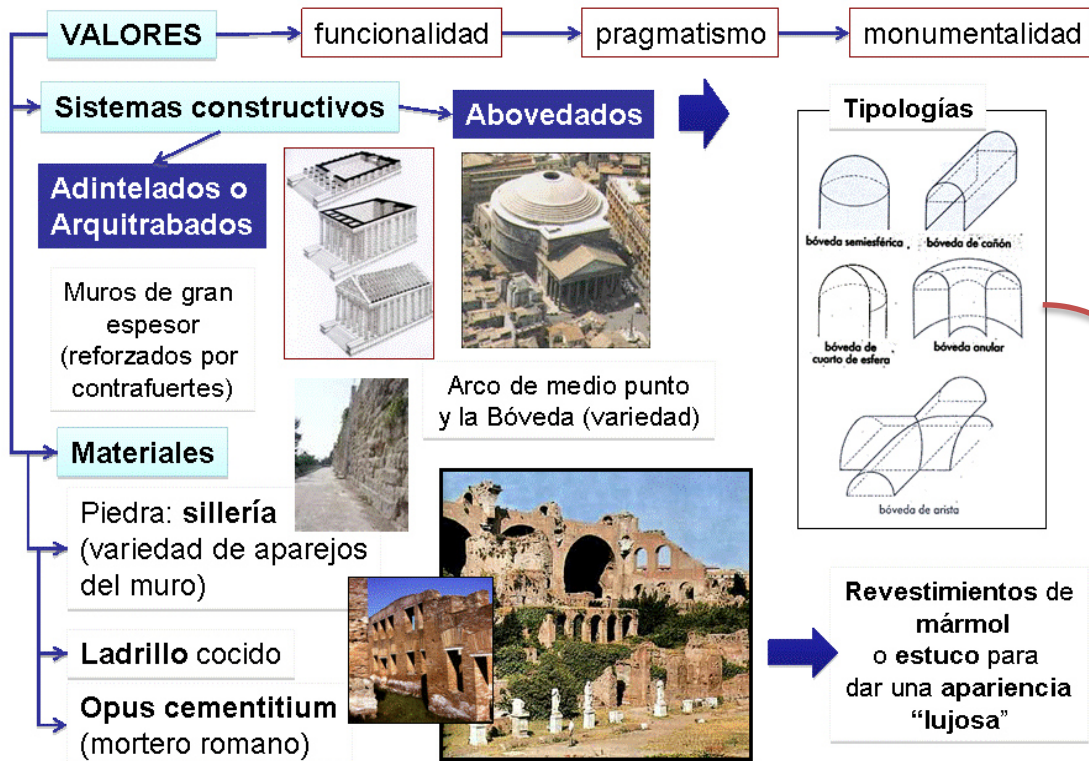 VALORES
funcionalidad
pragmatismo
monumentalidad
Sistemas constructivos
Abovedados
Adintelados o
Arquitrabados
Muros de gran
espesor
(reforzados por
contrafuertes)
Arco de medio punto
y la Bóveda (variedad)
Tipologías
bóveda semiesférica
bóveda de cañón
bóveda de
cuarto de esfera
bóveda anular
bóveda de arista
Materiales
Piedra: sillería
(variedad de aparejos
del muro)
Ladrillo cocido
Opus cementitium
(mortero romano)
Revestimientos de
mármol
o estuco para
dar una apariencia
“lujosa”